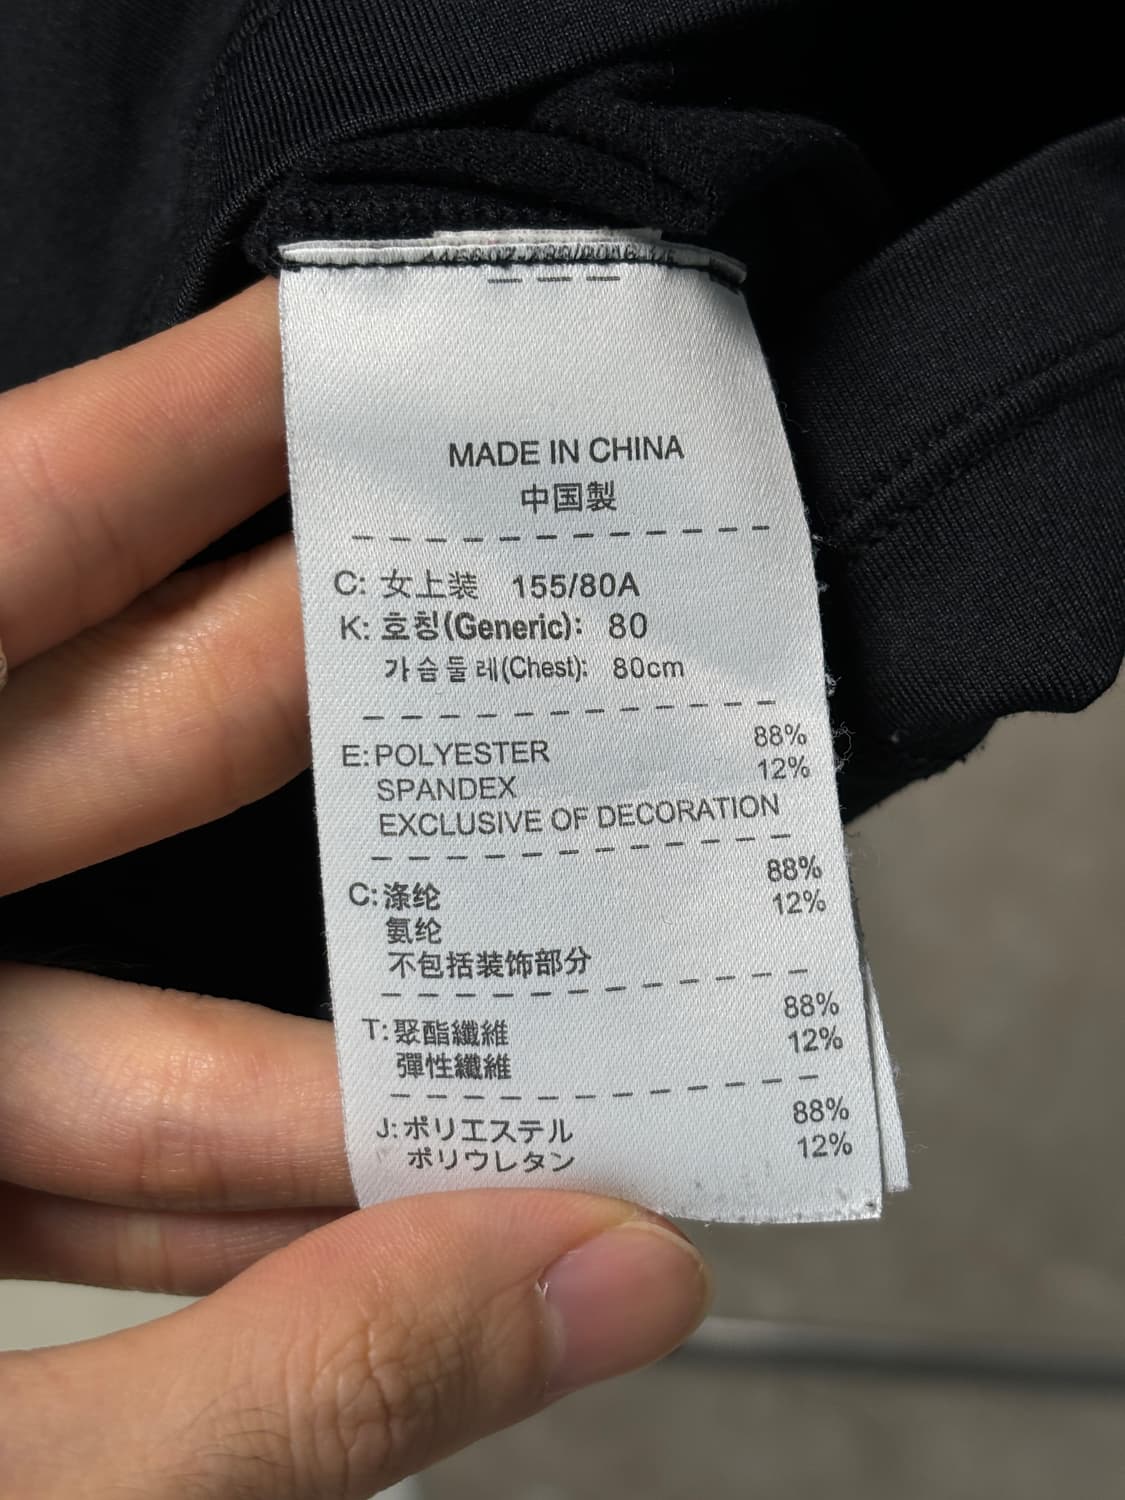 MADE IN CHINA
中国製
C: 女上装 155/80A
K: 호칭(Generic): 80
가슴둘레(Chest): 80cm
E: POLYESTER 88%
SPANDEX 12%
EXCLUSIVE OF DECORATION
C: 涤纶 88%
氨纶 12%
不包括装饰部分
T: 聚酯纖維 88%
彈性纖維 12%
J: ポリエステル 88%
ポリウレタン 12%